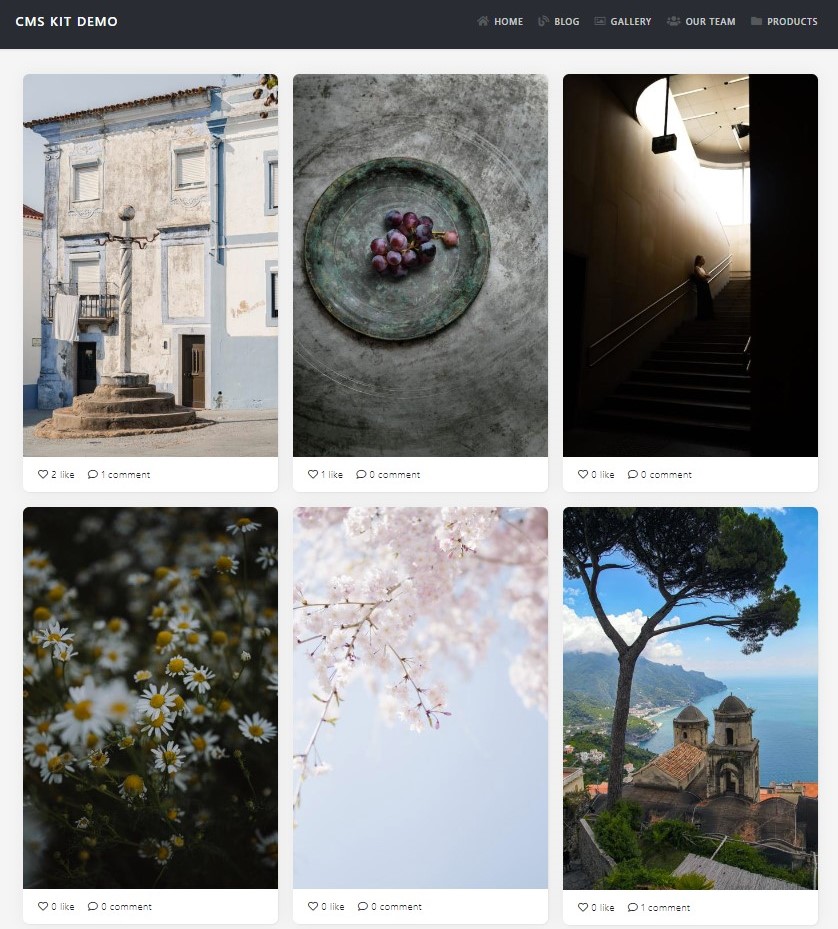 CMS KIT DEMO HOME BLOG GALLERY OUR TEAM PRODUCTS
2 like 1 comment
1 like 0 comment
0 like 0 comment
0 like 0 comment
0 like 0 comment
0 like 1 comment